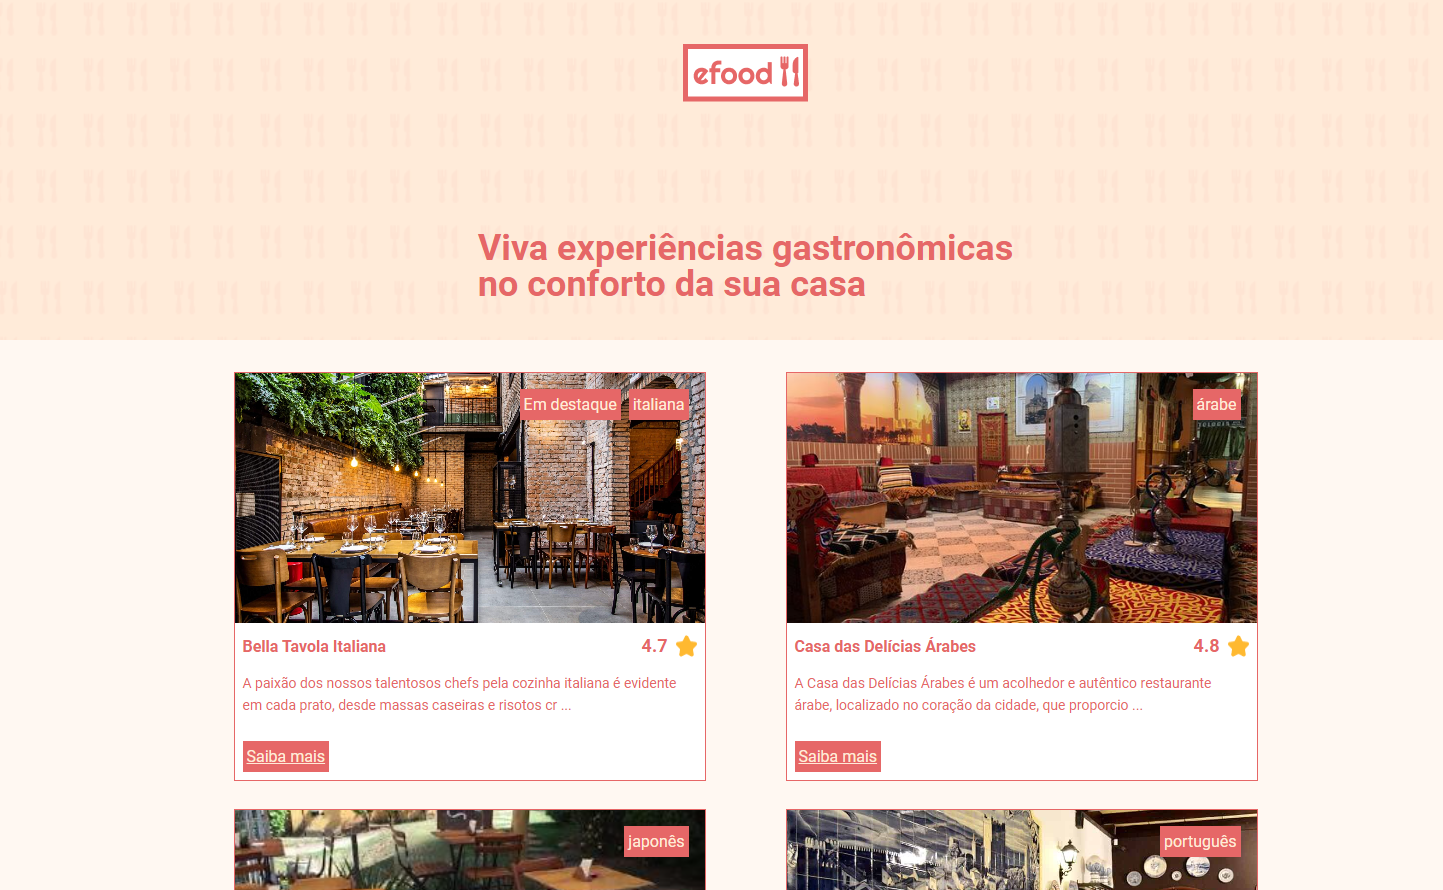 efood
Viva experiências gastronômicas
no conforto da sua casa
Em destaque
italiana
árabe
Bella Tavola Italiana
4.7
A paixão dos nossos talentosos chefs pela cozinha italiana é evidente
em cada prato, desde massas caseiras e risotos cr ...
Saiba mais
Casa das Delícias Árabes
4.8
A Casa das Delícias Árabes é um acolhedor e autêntico restaurante
árabe, localizado no coração da cidade, que proporcio ...
Saiba mais
japonês
português